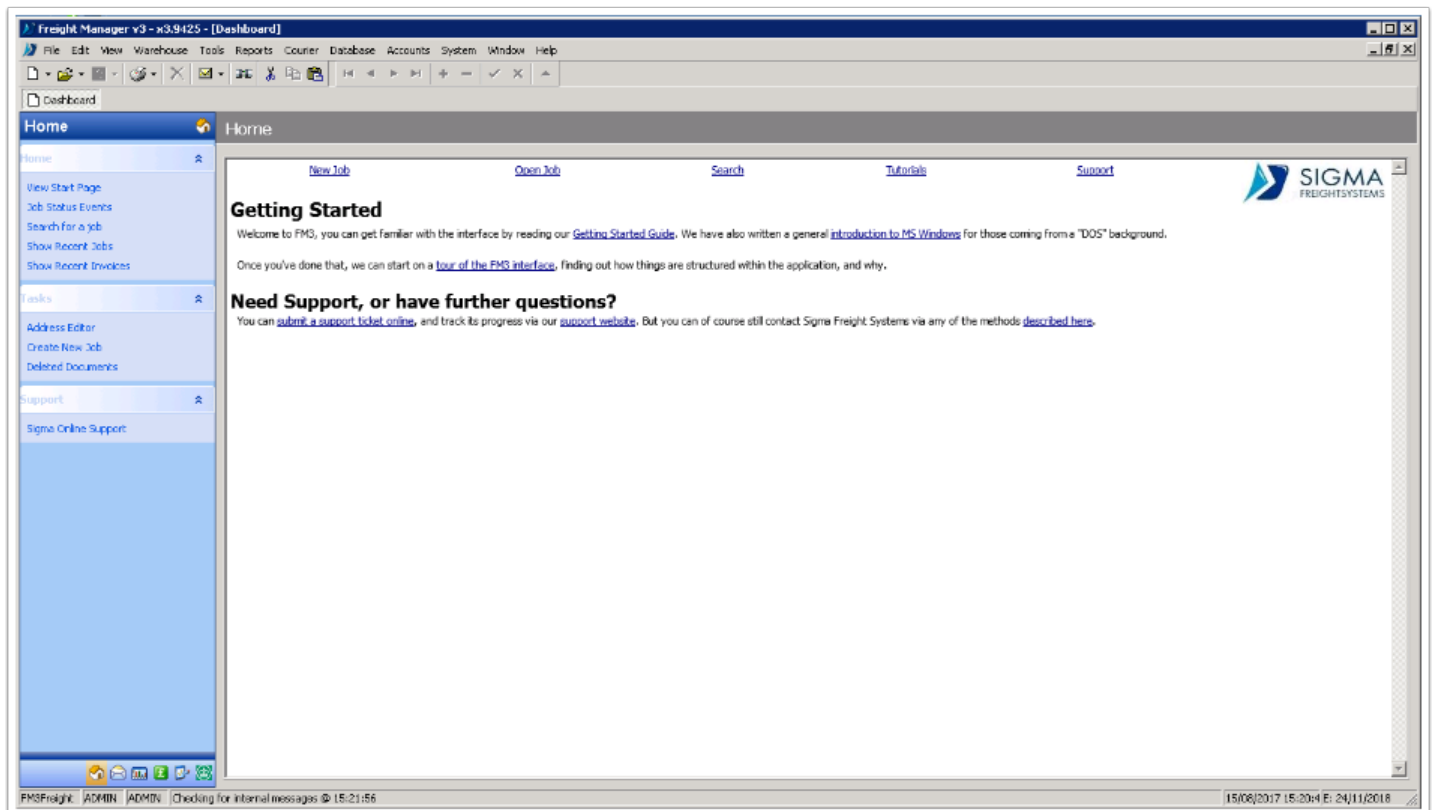 Freight Manager v3 - x3.9425 - [Dashboard]
File Edit View Warehouse Tools Reports Courier Database Accounts System Window Help
Dashboard
Home
Home
Home
View Start Page
Job Status Events
Search for a job
Show Recent Jobs
Show Recent Invoices
Tasks
Address Editor
Create New Job
Deleted Documents
Support
Sigma Online Support
New Job Open Job Search Tutorials Support
SIGMA
FREIGHTSYSTEMS
Getting Started
Welcome to FM3, you can get familiar with the interface by reading our Getting Started Guide. We have also written a general introduction to MS Windows for those coming from a "DOS" background.
Once you've done that, we can start on a tour of the FM3 interface, finding out how things are structured within the application, and why.
Need Support, or have further questions?
You can submit a support ticket online, and track its progress via our support website. But you can of course still contact Sigma Freight Systems via any of the methods described here.
FM3Freight ADMIN ADMIN Checking for internal messages @ 15:21:56 15/08/2017 15:20:4 E: 24/11/2018